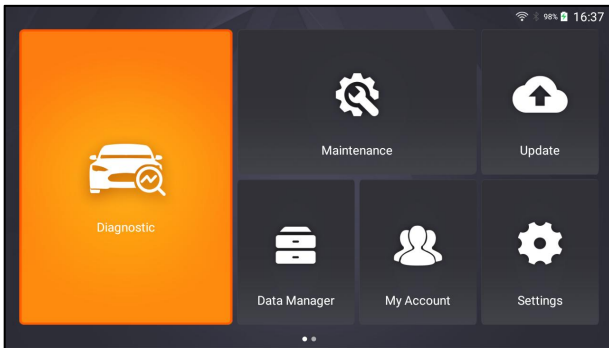 98% 16:37
Maintenance
Update
Diagnostic
Data Manager
My Account
Settings